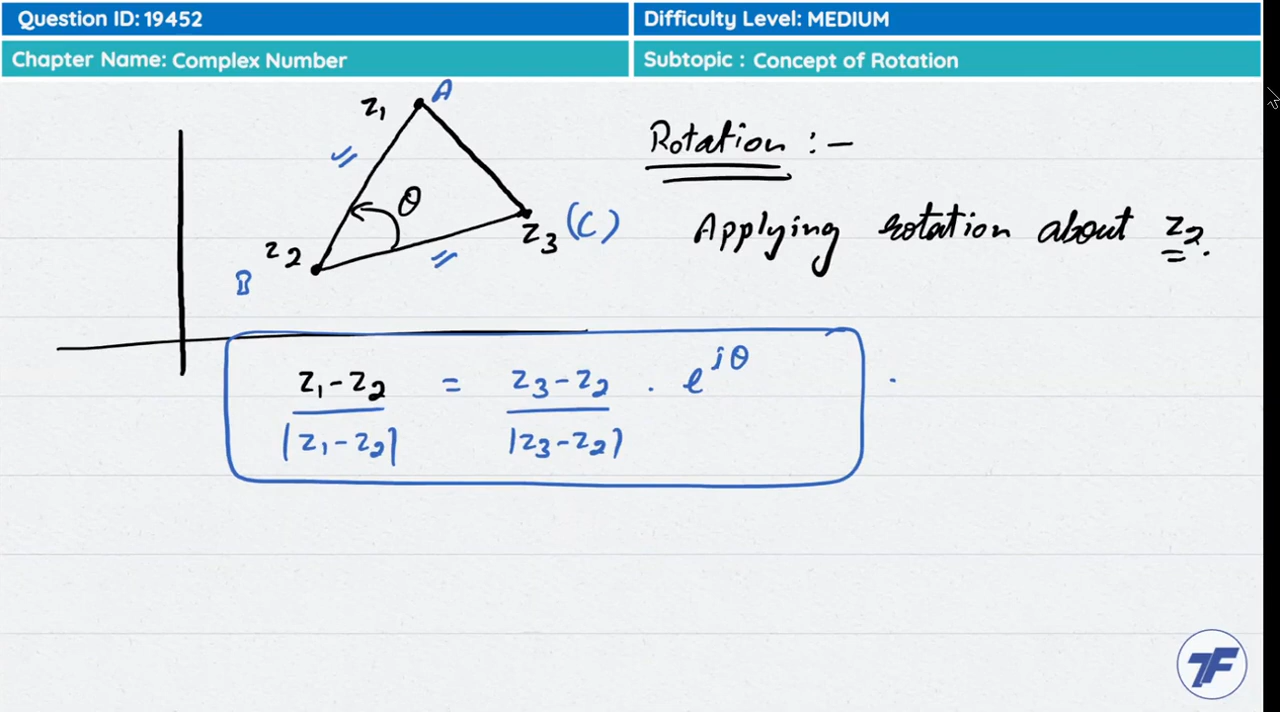 Question ID: 19452
Difficulty Level: MEDIUM
Chapter Name: Complex Number
Subtopic : Concept of Rotation
z₁ A
Rotation :-
θ
z₂ z₃ (C)
Applying rotation about z₂.
B
z₁-z₂ = z₃-z₂ . e^iθ
|z₁-z₂| |z₃-z₂|
TF